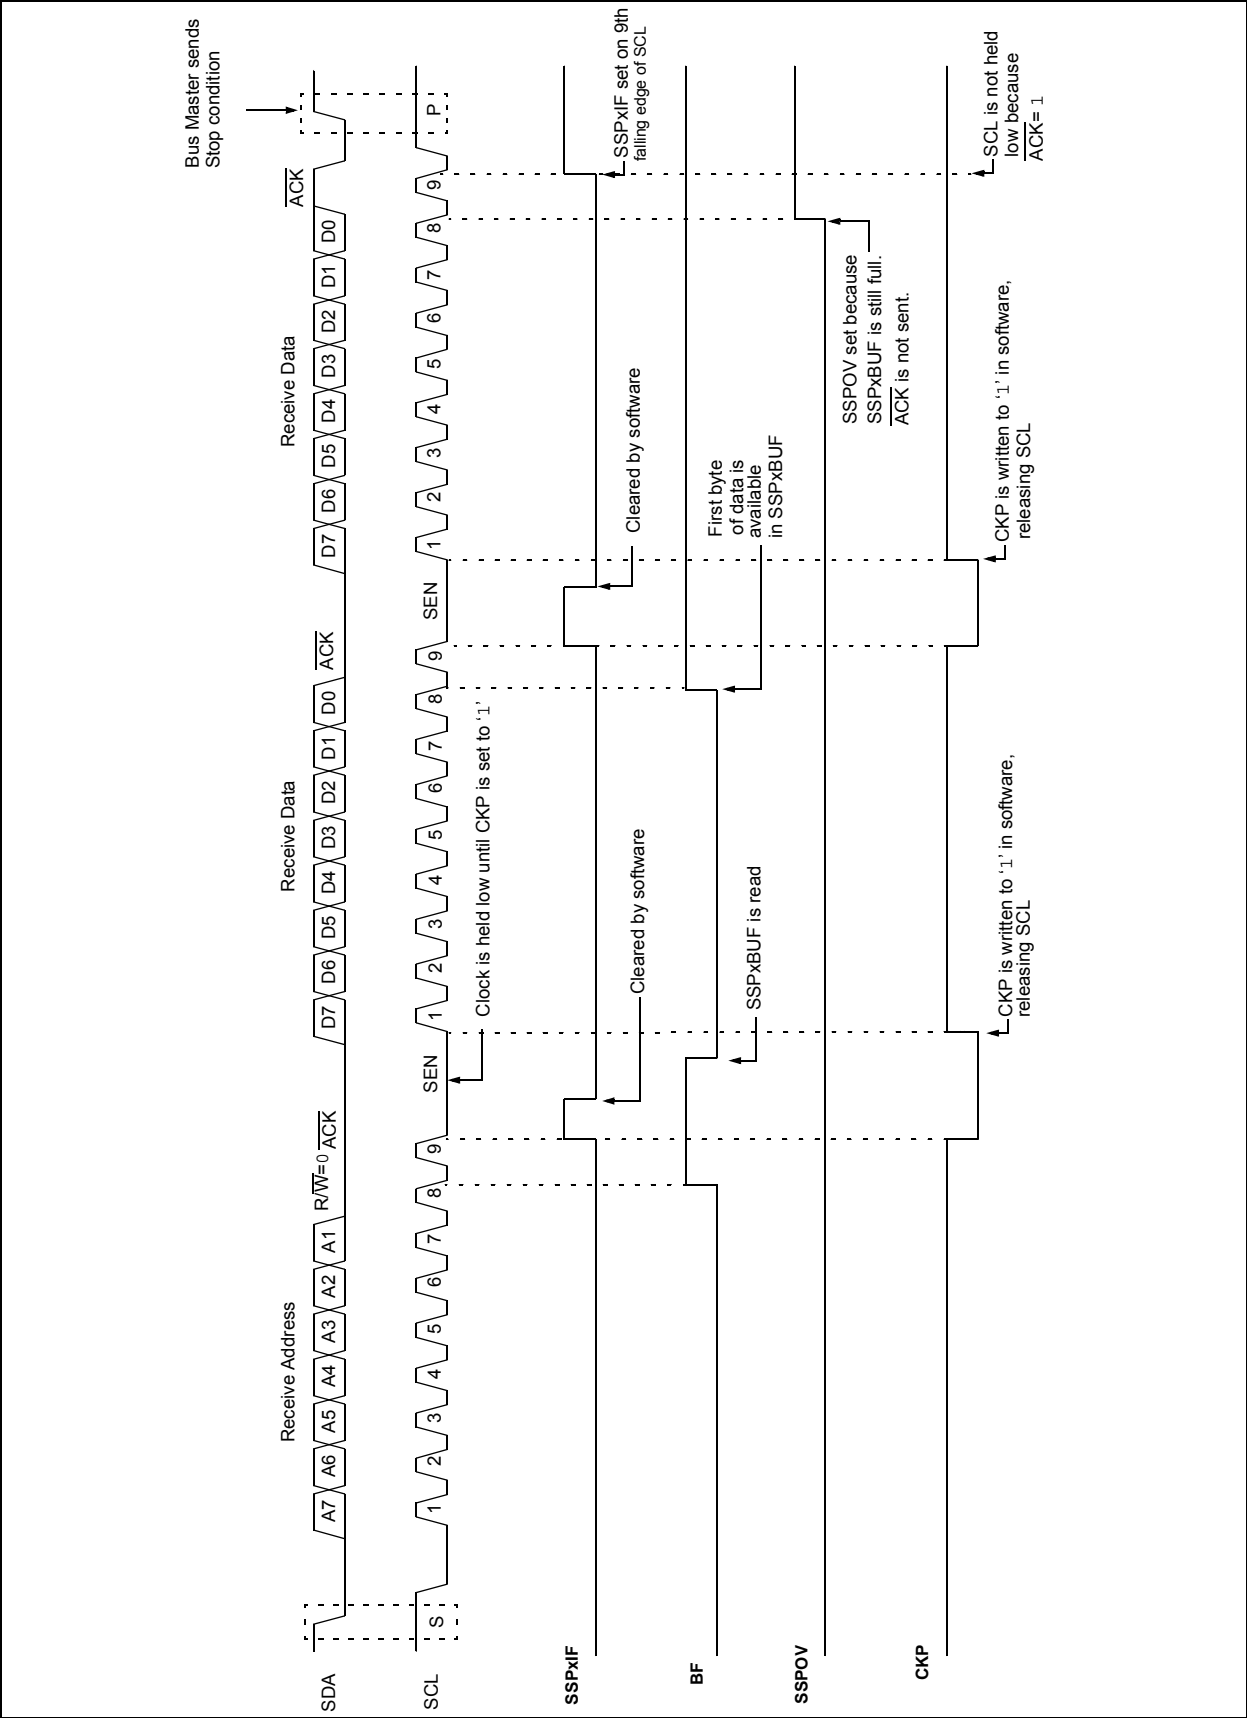 Bus Master sends
Stop condition
Receive Address
Receive Data
Receive Data
ACK
SDA
A7 A6 A5 A4 A3 A2 A1 R/W=0 ACK D7 D6 D5 D4 D3 D2 D1 D0 ACK D7 D6 D5 D4 D3 D2 D1 D0
SCL
S 1 2 3 4 5 6 7 8 9 SEN 1 2 3 4 5 6 7 8 9 SEN 1 2 3 4 5 6 7 8 9 P
Clock is held low until CKP is set to ‘1’
SSPxIF
Cleared by software
Cleared by software
SSPxIF set on 9th
falling edge of SCL
BF
SSPxBUF is read
First byte
of data is
available
in SSPxBUF
SSPOV
SSPOV set because
SSPxBUF is still full.
ACK is not sent.
CKP
CKP is written to ‘1’ in software,
releasing SCL
CKP is written to ‘1’ in software,
releasing SCL
SCL is not held
low because
ACK= 1